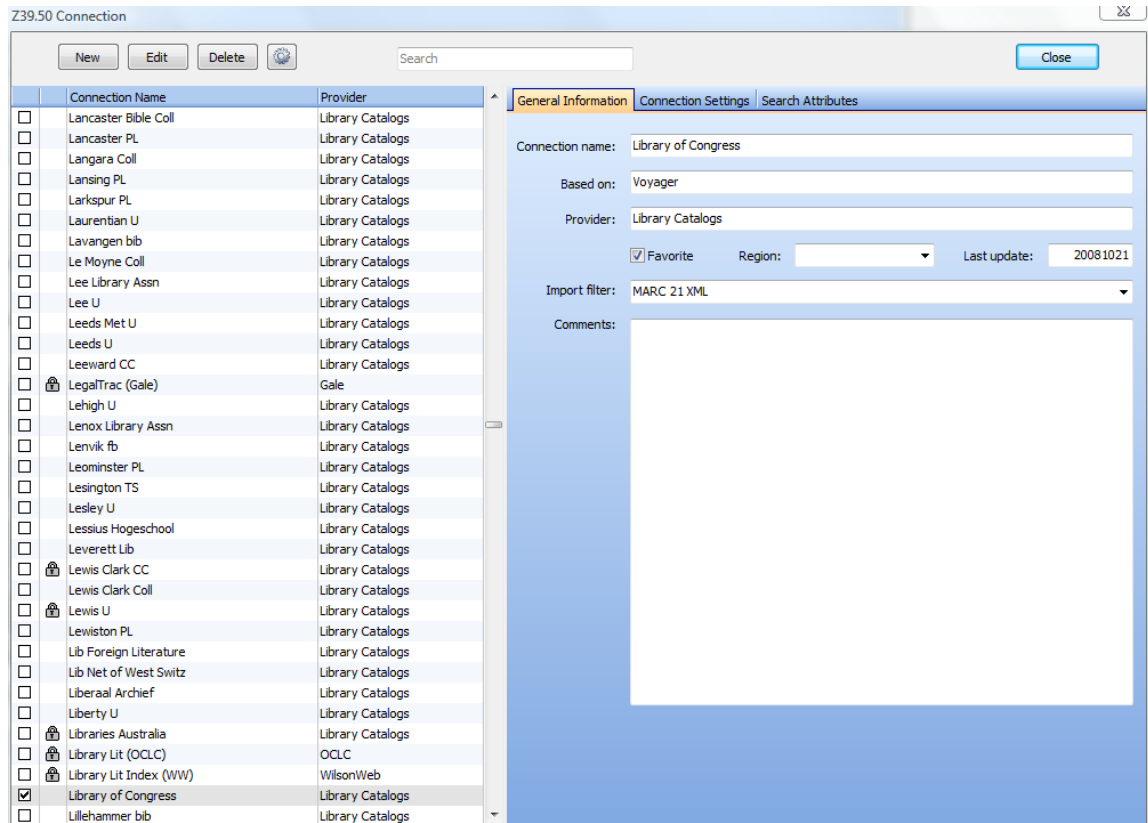 Z39.50 Connection
New Edit Delete Search Close
Connection Name Provider
Lancaster Bible Coll Library Catalogs
Lancaster PL Library Catalogs
Langara Coll Library Catalogs
Lansing PL Library Catalogs
Larkspur PL Library Catalogs
Laurentian U Library Catalogs
Lavangen bib Library Catalogs
Le Moyne Coll Library Catalogs
Lee Library Assn Library Catalogs
Lee U Library Catalogs
Leeds Met U Library Catalogs
Leeds U Library Catalogs
Leeward CC Library Catalogs
LegalTrac (Gale) Gale
Lehigh U Library Catalogs
Lenox Library Assn Library Catalogs
Lenvik fb Library Catalogs
Leominster PL Library Catalogs
Lesington TS Library Catalogs
Lesley U Library Catalogs
Lessius Hogeschool Library Catalogs
Leverett Lib Library Catalogs
Lewis Clark CC Library Catalogs
Lewis Clark Coll Library Catalogs
Lewis U Library Catalogs
Lewiston PL Library Catalogs
Lib Foreign Literature Library Catalogs
Lib Net of West Switz Library Catalogs
Liberaal Archief Library Catalogs
Liberty U Library Catalogs
Libraries Australia Library Catalogs
Library Lit (OCLC) OCLC
Library Lit Index (WW) WilsonWeb
Library of Congress Library Catalogs
Lillehammer bib Library Catalogs
General Information Connection Settings Search Attributes
Connection name: Library of Congress
Based on: Voyager
Provider: Library Catalogs
Favorite Region: Last update: 20081021
Import filter: MARC 21 XML
Comments: